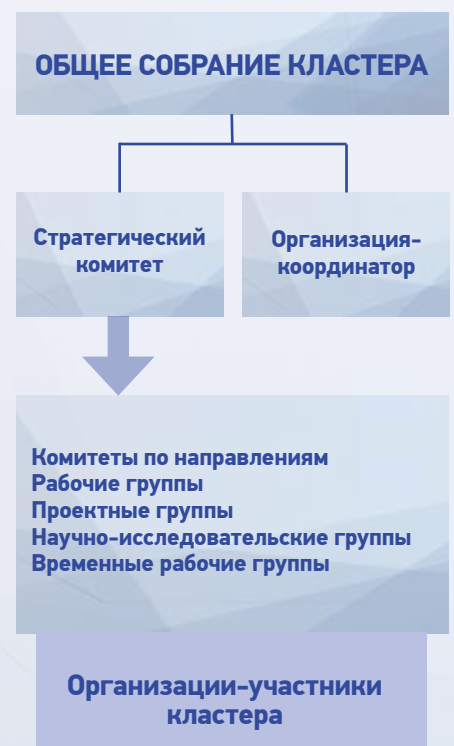 ОБЩЕЕ СОБРАНИЕ КЛАСТЕРА
Стратегический
комитет
Организация-
координатор
Комитеты по направлениям
Рабочие группы
Проектные группы
Научно-исследовательские группы
Временные рабочие группы
Организации-участники
кластера